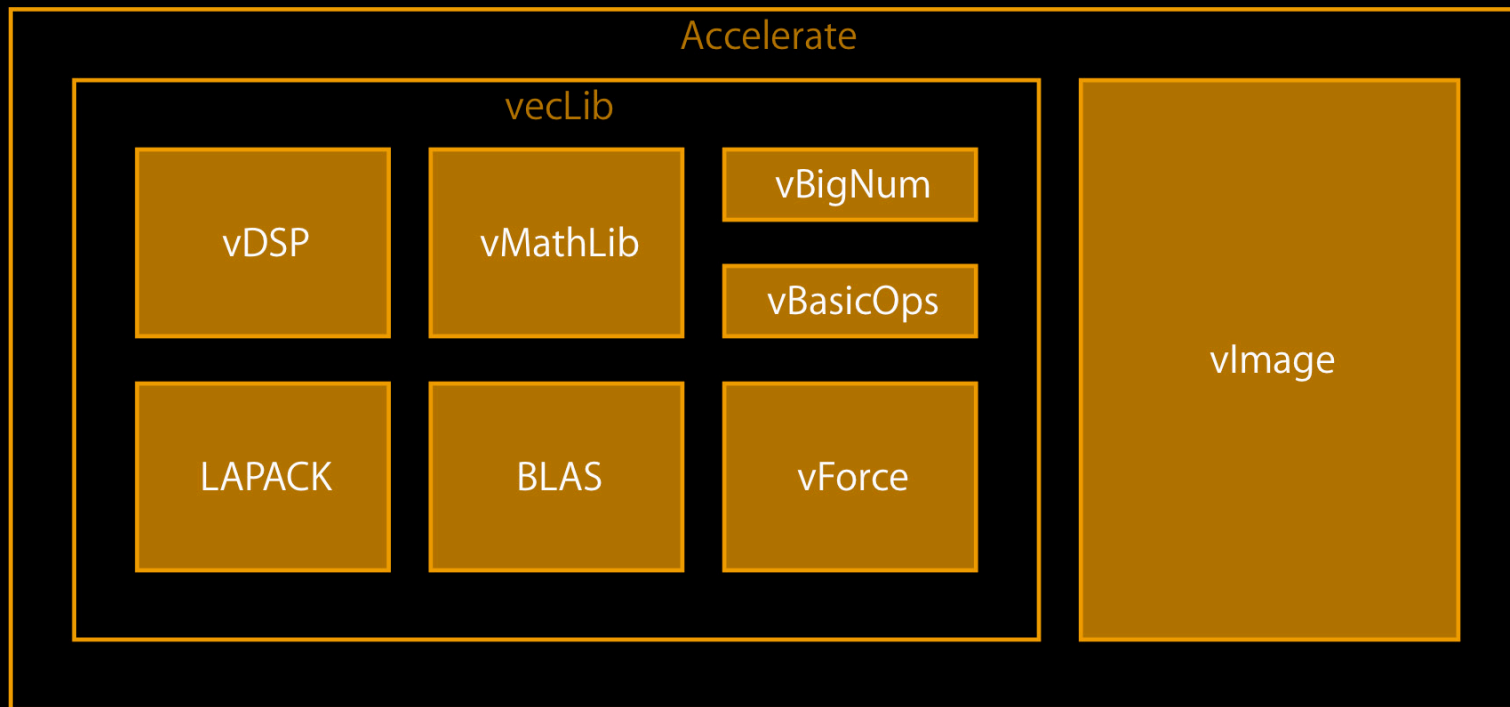 Accelerate
vecLib
vDSP
vMathLib
vBigNum
vBasicOps
LAPACK
BLAS
vForce
vImage